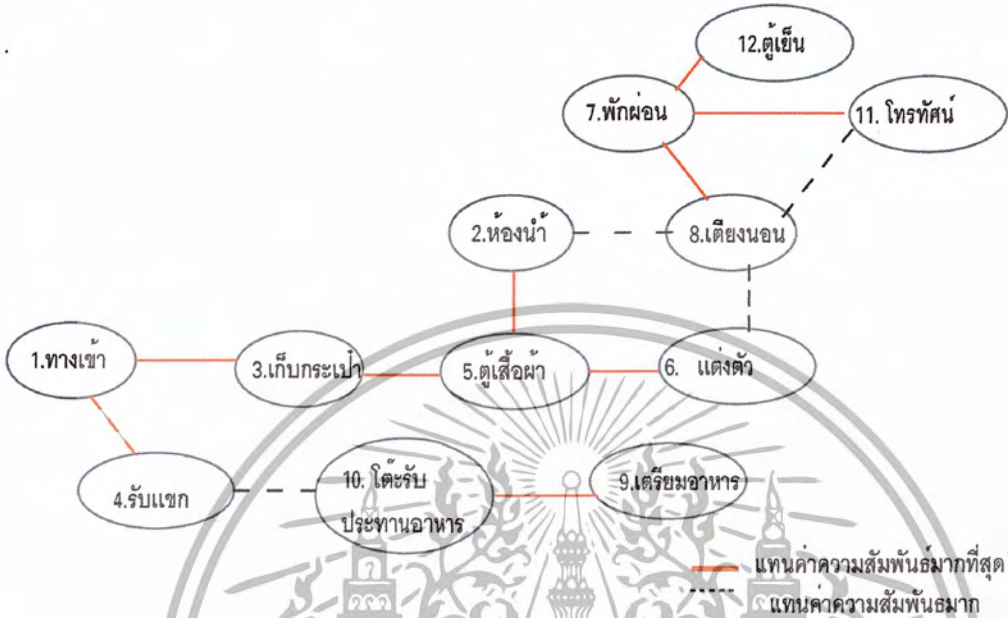 12.ตู้เย็น
7.พักผ่อน
11. โทรทัศน์
2.ห้องน้ำ
8.เตียงนอน
1.ทางเข้า
3.เก็บกระเป๋า
5.ตู้เสื้อผ้า
6. แต่งตัว
4.รับแขก
10. โต๊ะรับ
ประทานอาหาร
9.เตรียมอาหาร
แทนค่าความสัมพันธ์มากที่สุด
แทนค่าความสัมพันธมาก